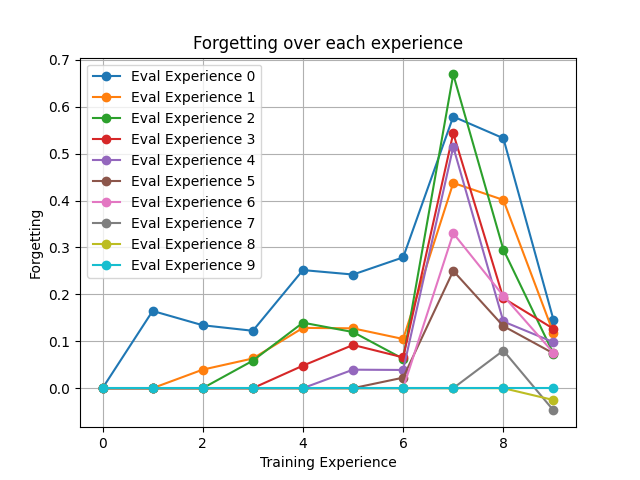 Forgetting over each experience
Forgetting
0.7
0.6
0.5
0.4
0.3
0.2
0.1
0.0
Eval Experience 0
Eval Experience 1
Eval Experience 2
Eval Experience 3
Eval Experience 4
Eval Experience 5
Eval Experience 6
Eval Experience 7
Eval Experience 8
Eval Experience 9
0 2 4 6 8
Training Experience